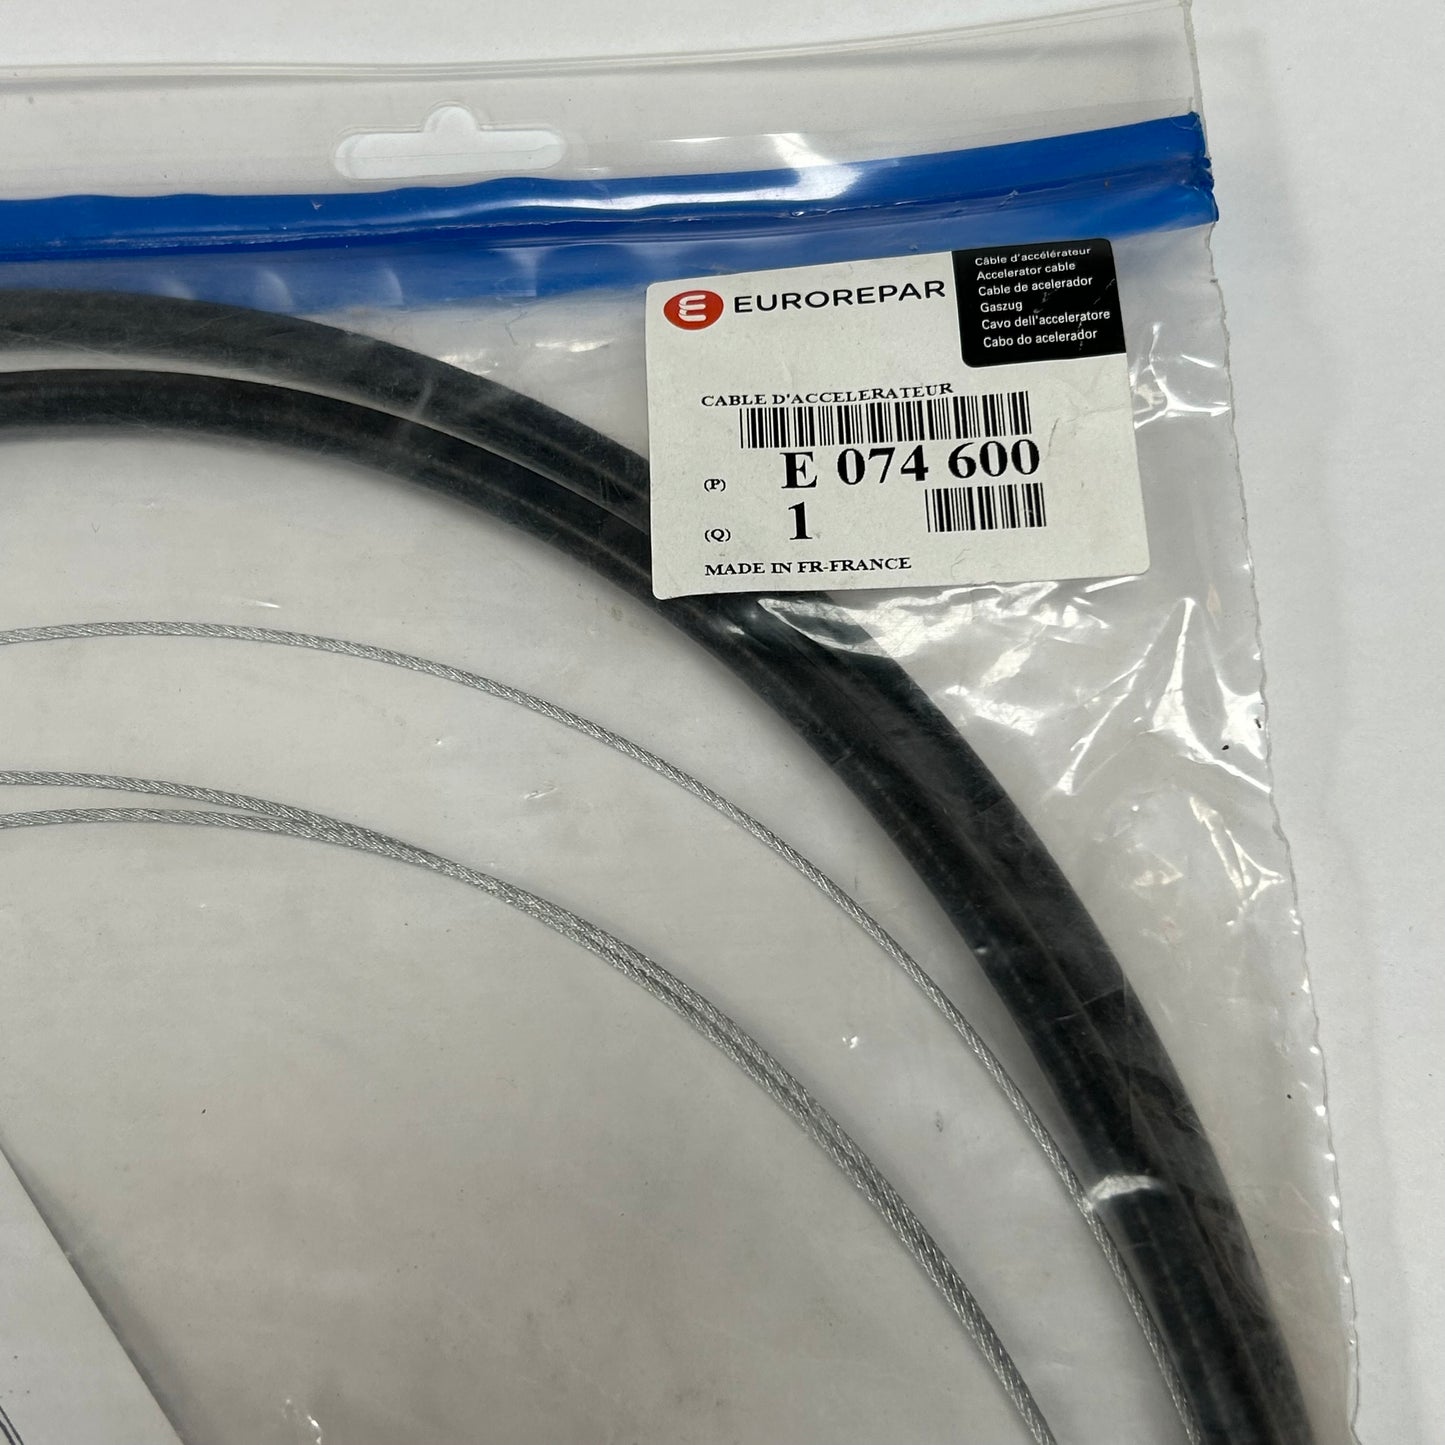 EUROREPAR
Câble d'accélérateur
Accelerator cable
Cable de acelerador
Gaszug
Cavo dell'acceleratore
Cabo do acelerador
CABLE D'ACCELERATEUR
(P) E 074 600
(Q) 1
MADE IN FR-FRANCE